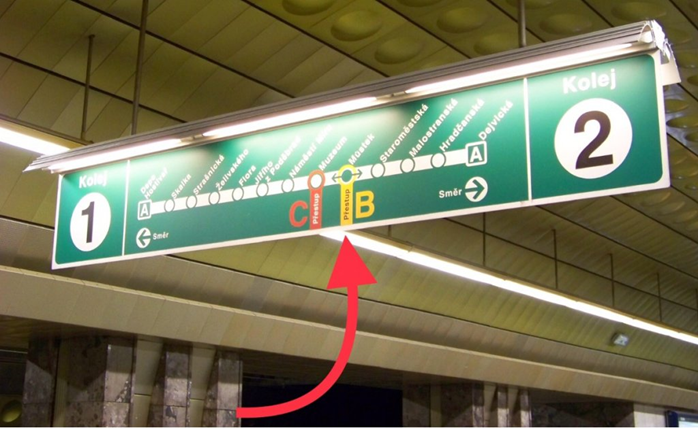 Kolej
1
A
Depo
Hostivař
Skalka
Strašnická
Želivského
Flora
Jiřího
z Poděbrad
Náměstí
Muzeum
Můstek
Staroměstská
Malostranská
Hradčanská
Dejvická
A
C
Přestup
Přestup
B
Směr
Směr
Kolej
2